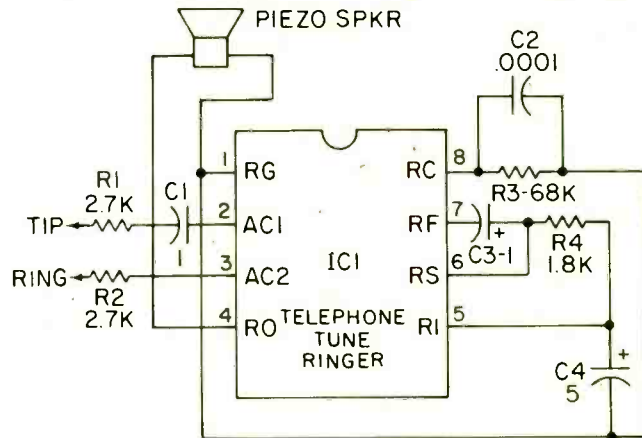 PIEZO SPKR
C2
.0001
R1
2.7K
C1
1
TIP
RING
R2
2.7K
1 RG
2 AC1
3 AC2
4 RO
IC1
TELEPHONE
TUNE
RINGER
RC 8
RF 7
RS 6
RI 5
R3-68K
C3-1
+
R4
1.8K
C4
5
+